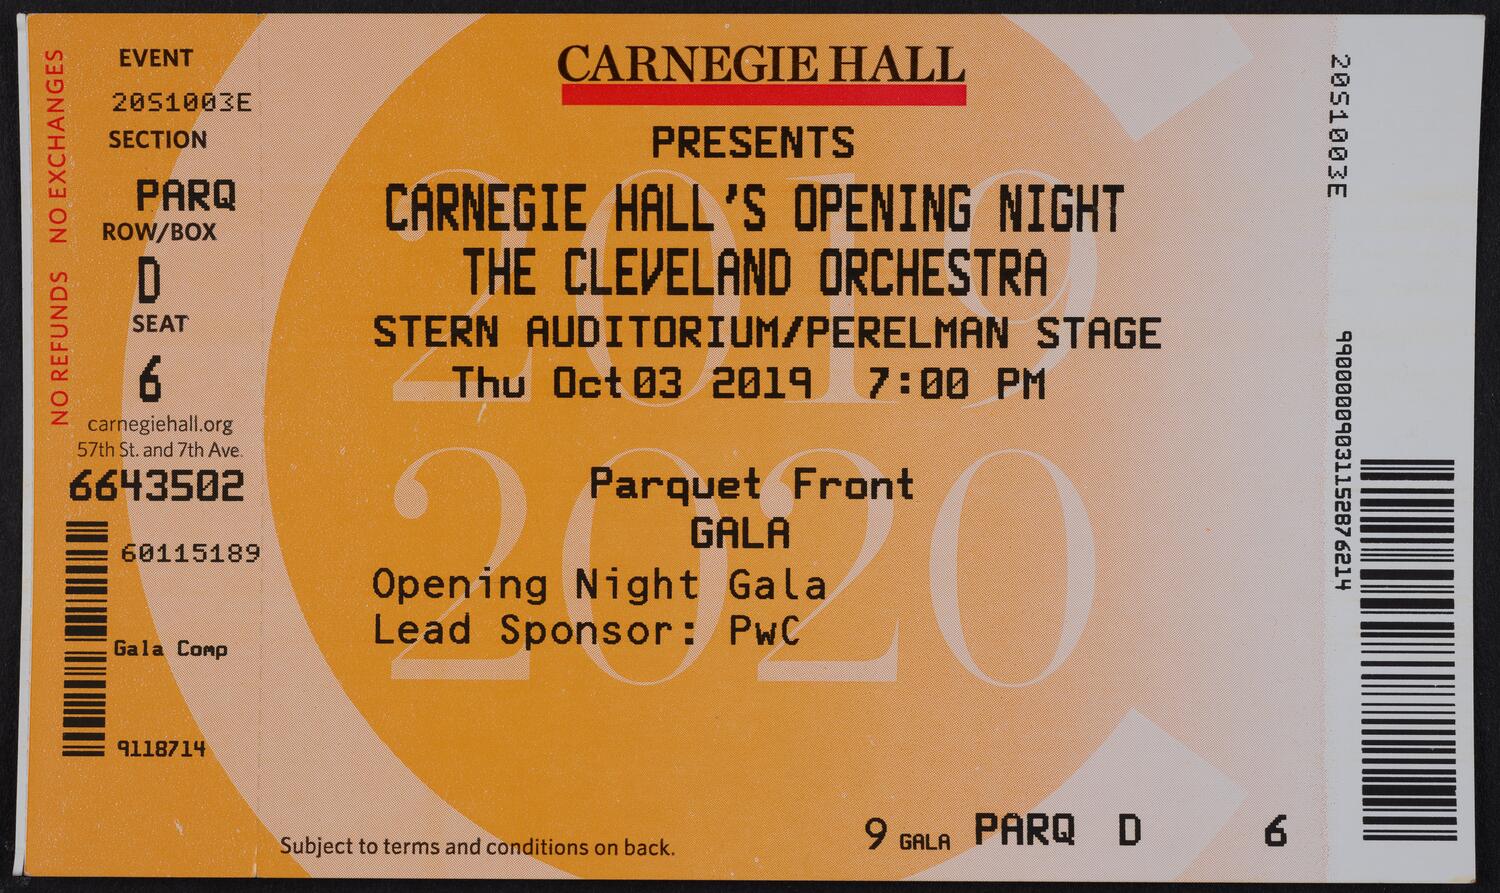 NO REFUNDS NO EXCHANGES
EVENT
20S1003E
SECTION
PARQ
ROW/BOX
D
SEAT
6
carnegiehall.org
57th St. and 7th Ave.
6643502
60115189
Gala Comp
9118714
CARNEGIE HALL
PRESENTS
CARNEGIE HALL'S OPENING NIGHT
THE CLEVELAND ORCHESTRA
STERN AUDITORIUM/PERELMAN STAGE
Thu Oct 03 2019 7:00 PM
2019
2020
Parquet Front
GALA
Opening Night Gala
Lead Sponsor: PwC
Subject to terms and conditions on back.
9 GALA PARQ D 6
20S1003E